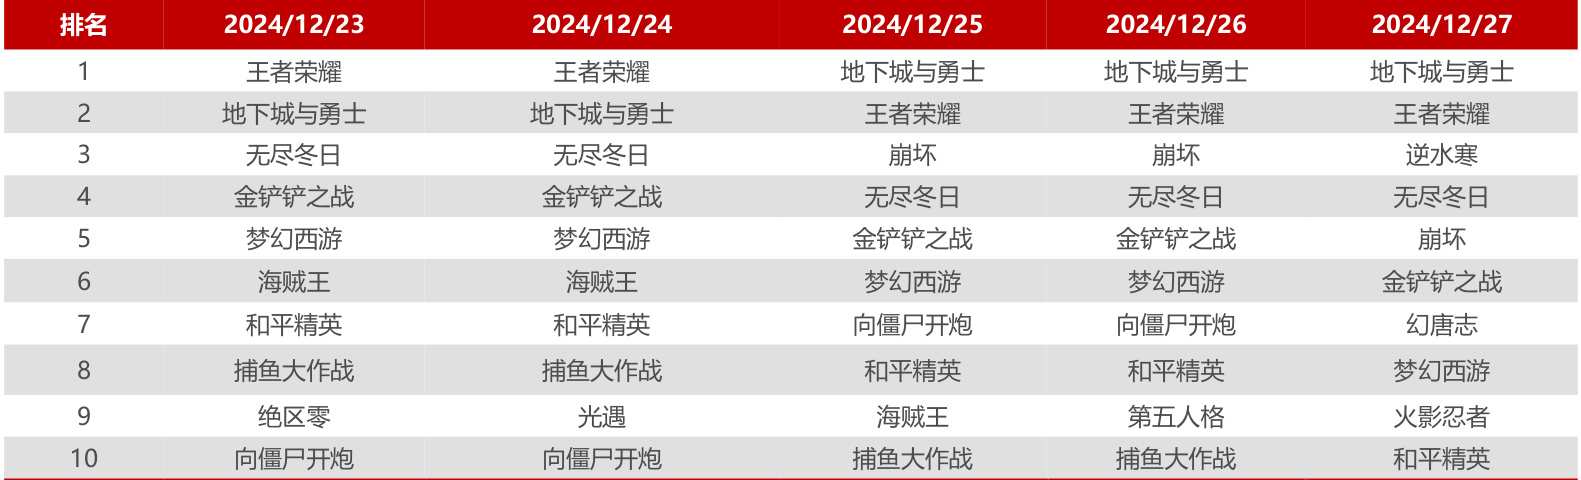 排名 2024/12/23 2024/12/24 2024/12/25 2024/12/26 2024/12/27
1 王者荣耀 王者荣耀 地下城与勇士 地下城与勇士 地下城与勇士
2 地下城与勇士 地下城与勇士 王者荣耀 王者荣耀 王者荣耀
3 无尽冬日 无尽冬日 崩坏 崩坏 逆水寒
4 金铲铲之战 金铲铲之战 无尽冬日 无尽冬日 无尽冬日
5 梦幻西游 梦幻西游 金铲铲之战 金铲铲之战 崩坏
6 海贼王 海贼王 梦幻西游 梦幻西游 金铲铲之战
7 和平精英 和平精英 向僵尸开炮 向僵尸开炮 幻唐志
8 捕鱼大作战 捕鱼大作战 和平精英 和平精英 梦幻西游
9 绝区零 光遇 海贼王 第五人格 火影忍者
10 向僵尸开炮 向僵尸开炮 捕鱼大作战 捕鱼大作战 和平精英